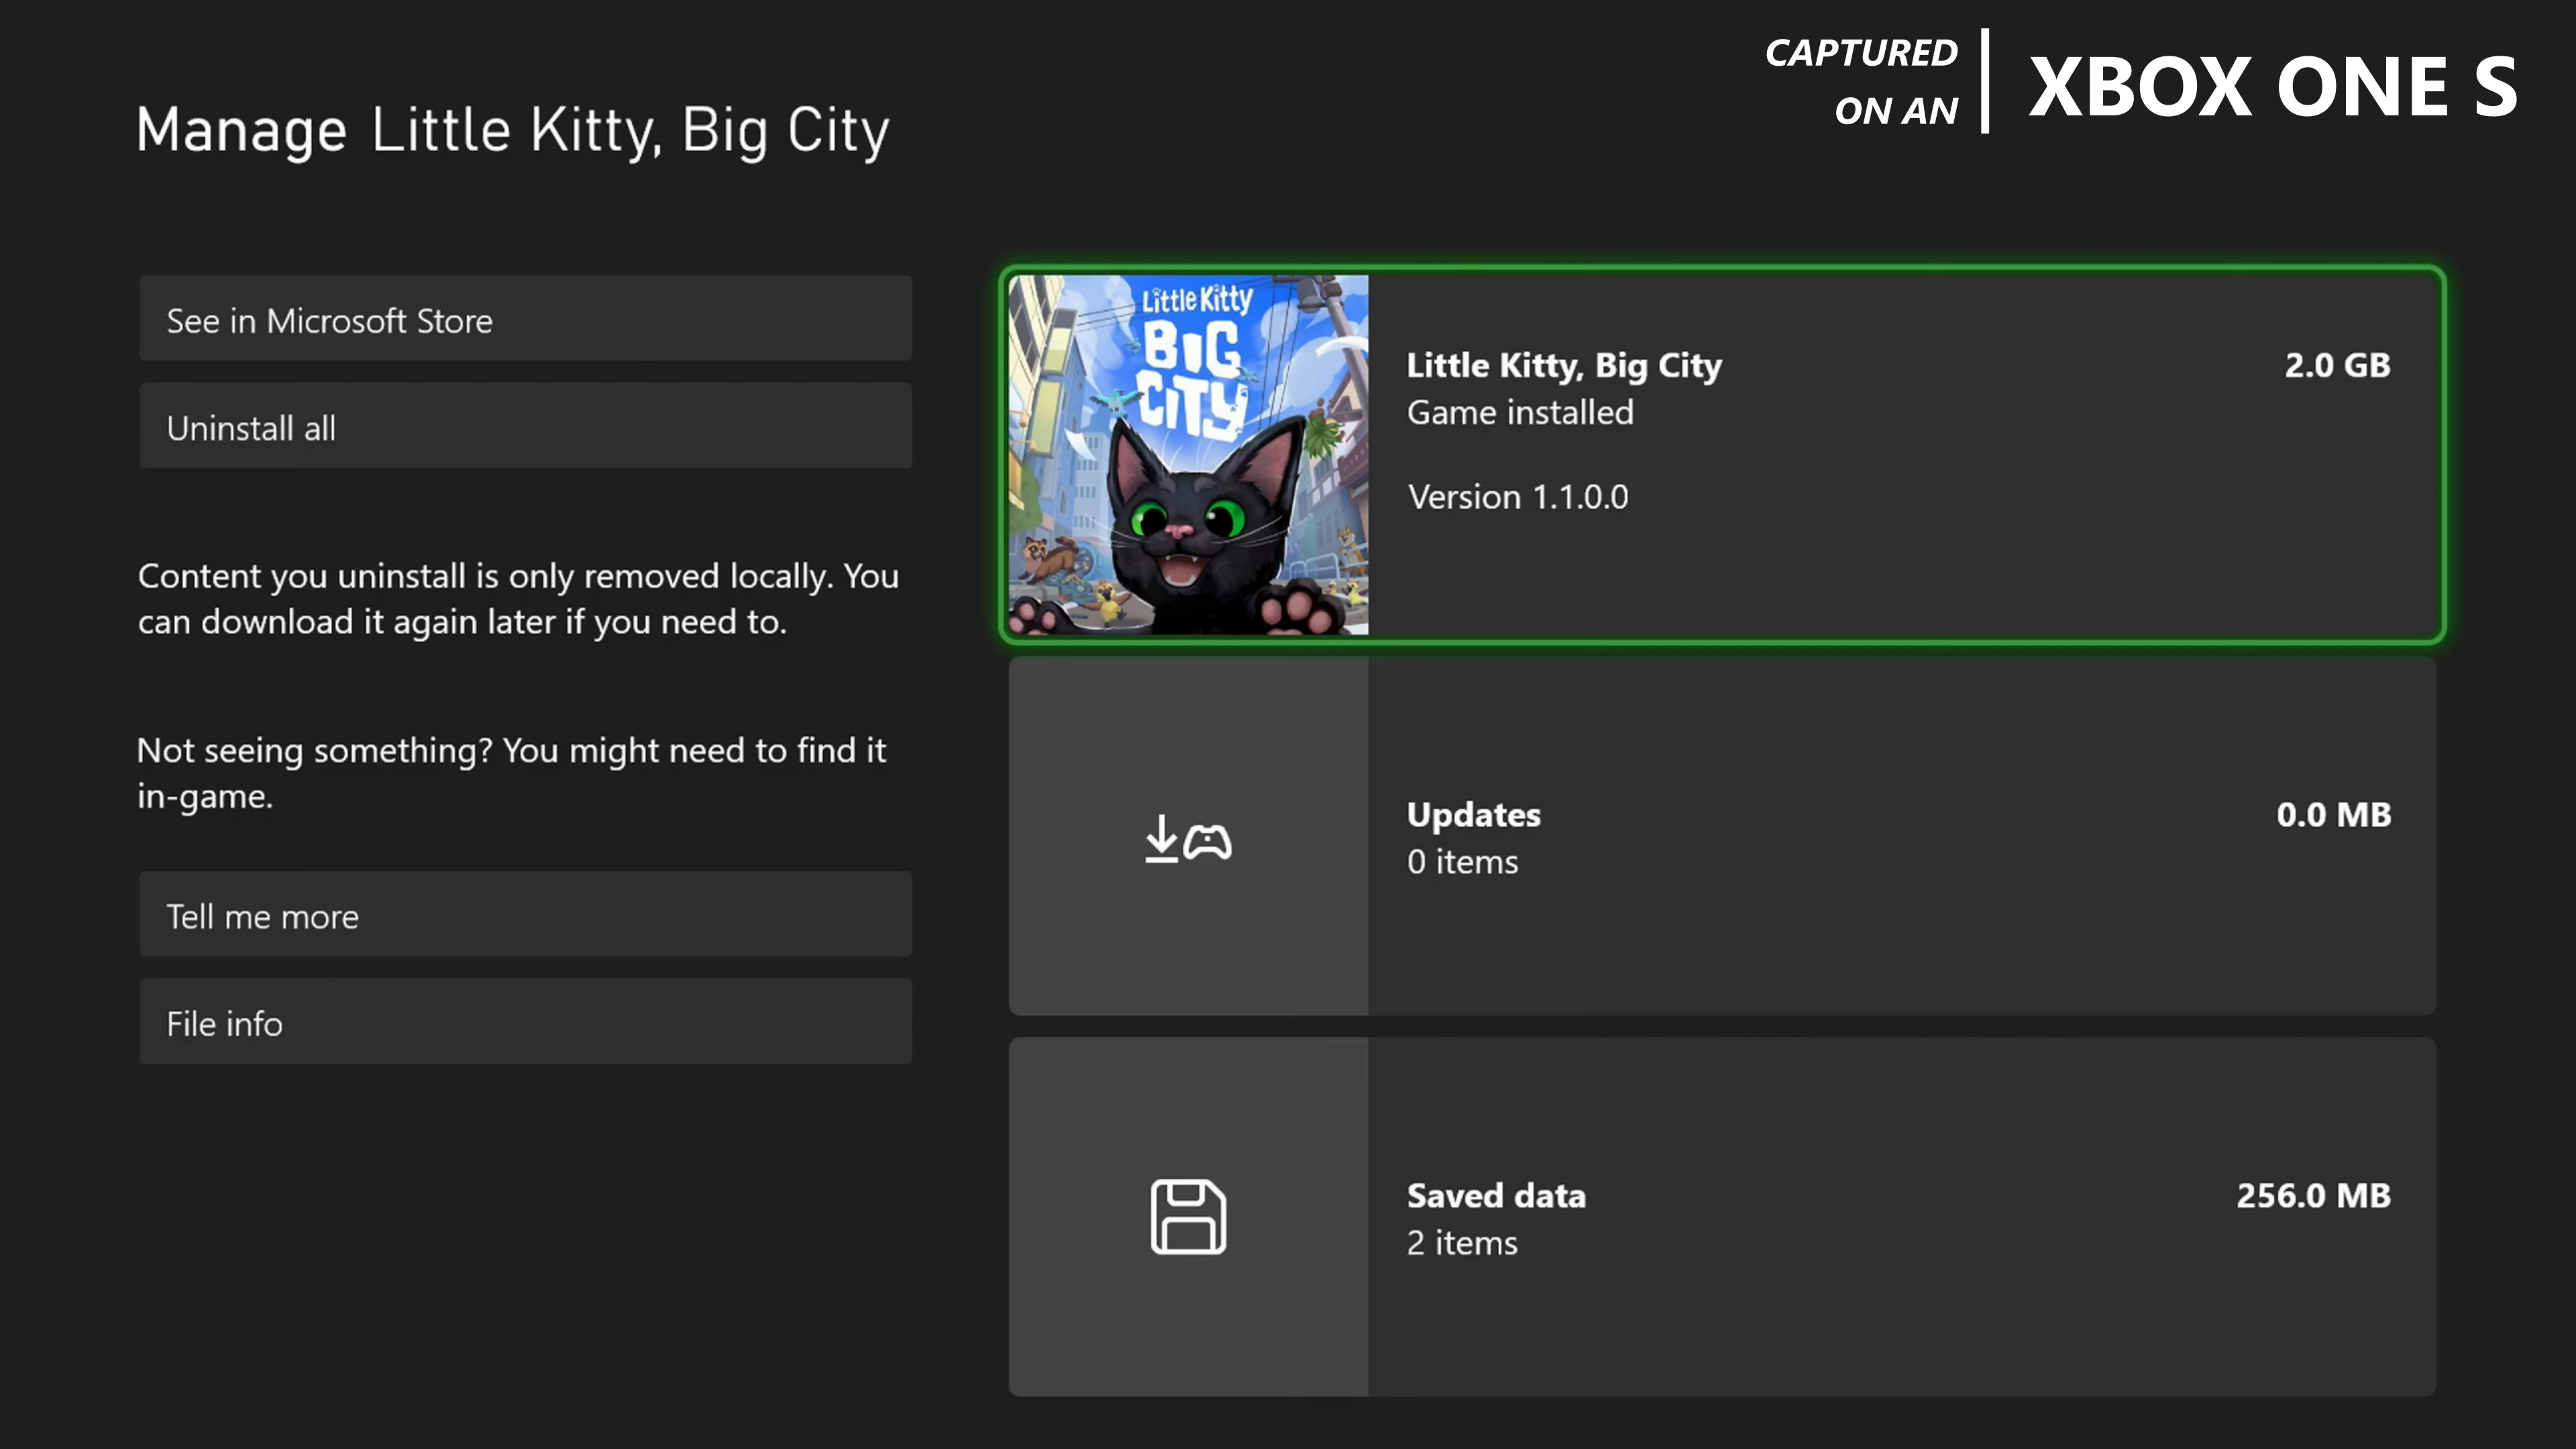 CAPTURED
ON AN
XBOX ONE S
Manage Little Kitty, Big City
See in Microsoft Store
Uninstall all
Content you uninstall is only removed locally. You
can download it again later if you need to.
Not seeing something? You might need to find it
in-game.
Tell me more
File info
Little Kitty
BIG
CITY
Little Kitty, Big City
2.0 GB
Game installed
Version 1.1.0.0
Updates
0.0 MB
0 items
Saved data
256.0 MB
2 items